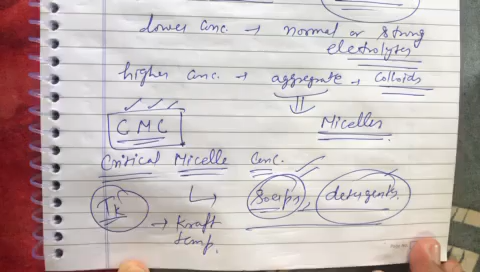 lower Conc. → normal or strong
electrolytes
higher Conc. → aggregate → Colloids
CMC
Micelles
Critical Micelle Conc.
Soaps, detergents.
Tk → Kraft
temp.